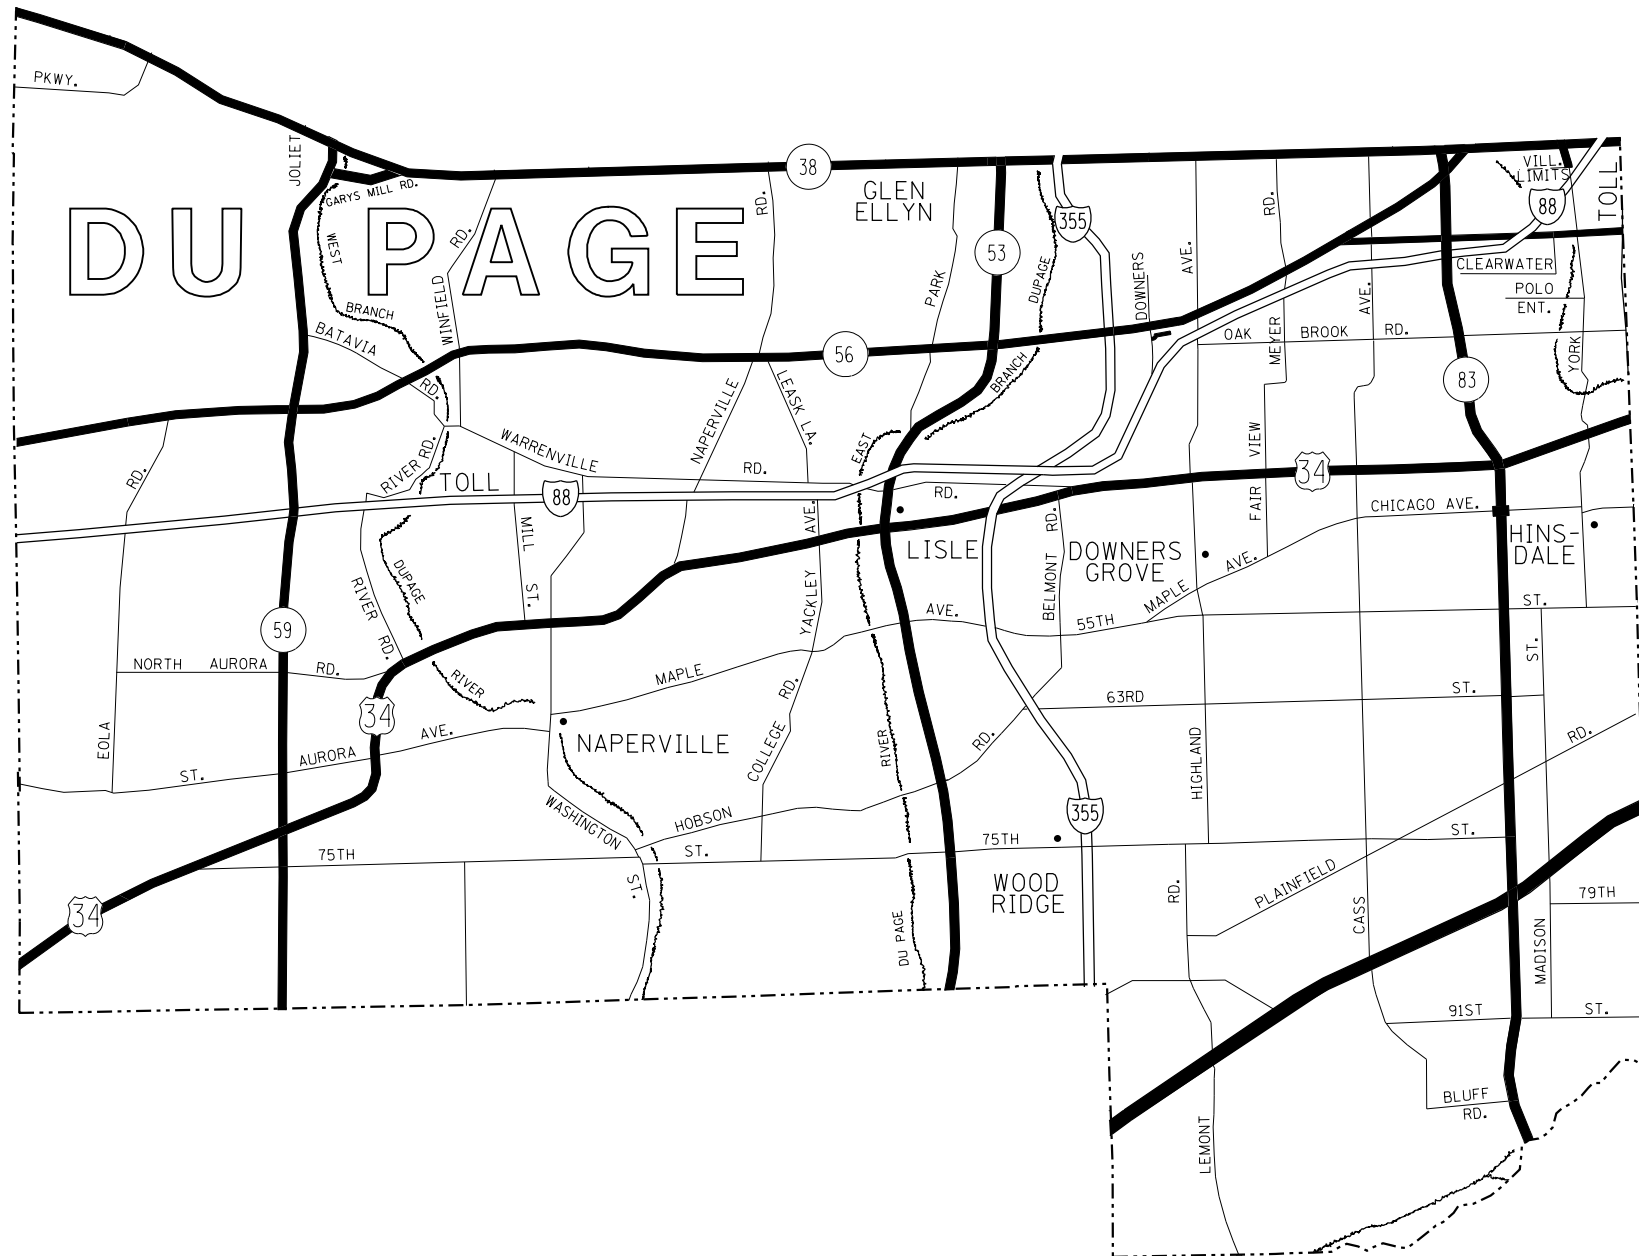 PKWY.
JOLIET
GARYS MILL RD.
38
GLEN
ELLYN
VILL.
LIMITS
88
TOLL
DU PAGE
WEST
BRANCH
RD.
WINFIELD
RD.
PARK
53
DUPAGE
BRANCH
355
DOWNERS
AVE.
RD.
MEYER
AVE.
CLEARWATER
POLO
ENT.
YORK
BATAVIA
RD.
56
OAK BROOK RD.
83
NAPERVILLE
LEASK LA.
EAST
FAIR VIEW
34
RD.
RIVER RD.
WARRENVILLE
RD.
RD.
TOLL
88
CHICAGO AVE.
HINS-
DALE
MILL
ST.
AVE.
YACKLEY
LISLE
RD.
BELMONT
DOWNERS
GROVE
AVE.
MAPLE
DUPAGE
RIVER
RD.
59
AVE.
55TH
ST.
ST.
NORTH AURORA RD.
RIVER
MAPLE
RD.
COLLEGE
63RD
ST.
34
EOLA
ST.
AURORA
AVE.
NAPERVILLE
RIVER
RD.
HIGHLAND
RD.
WASHINGTON
ST.
HOBSON
355
75TH
ST.
75TH
ST.
34
WOOD
RIDGE
RD.
PLAINFIELD
CASS
79TH
DU PAGE
MADISON
91ST
ST.
BLUFF
RD.
LEMONT